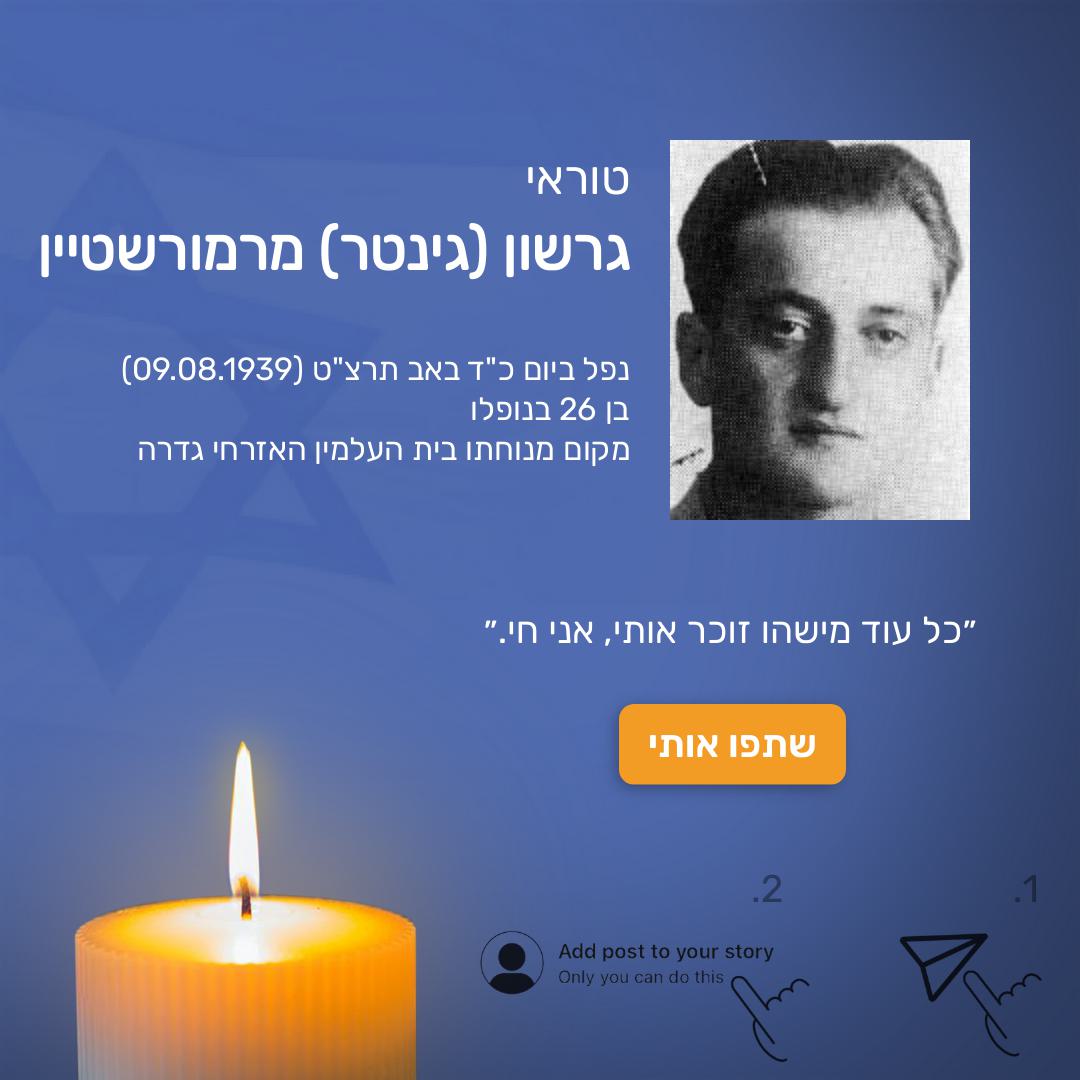 טוראי
גרשון (גינטר) מרמורשטיין
נפל ביום כ"ד באב תרצ"ט (09.08.1939)
בן 26 בנופלו
מקום מנוחתו בית העלמין האזרחי גדרה
״כל עוד מישהו זוכר אותי, אני חי.״
שתפו אותי
.1
.2
Add post to your story
Only you can do this